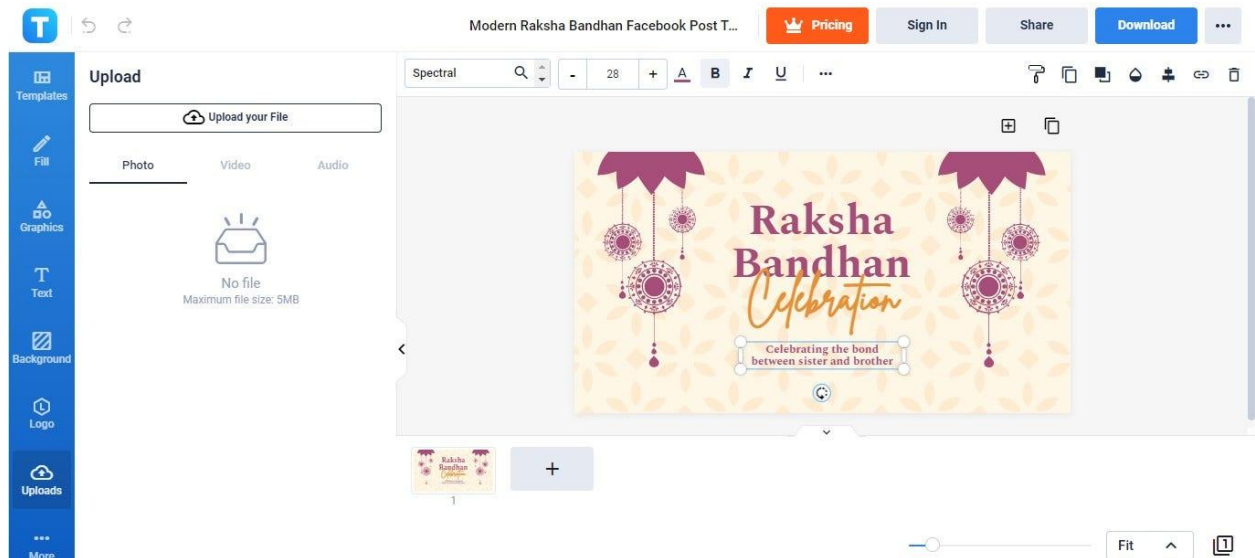 T
Modern Raksha Bandhan Facebook Post T...
Pricing
Sign In
Share
Download
Templates
Fill
Graphics
Text
Background
Logo
Uploads
More
Upload
Upload your File
Photo Video Audio
No file
Maximum file size: 5MB
Spectral
- 28 + A B I U
Raksha
Bandhan
Celebration
Celebrating the bond
between sister and brother
Raksha
Bandhan
Celebration
+
1
Fit
1